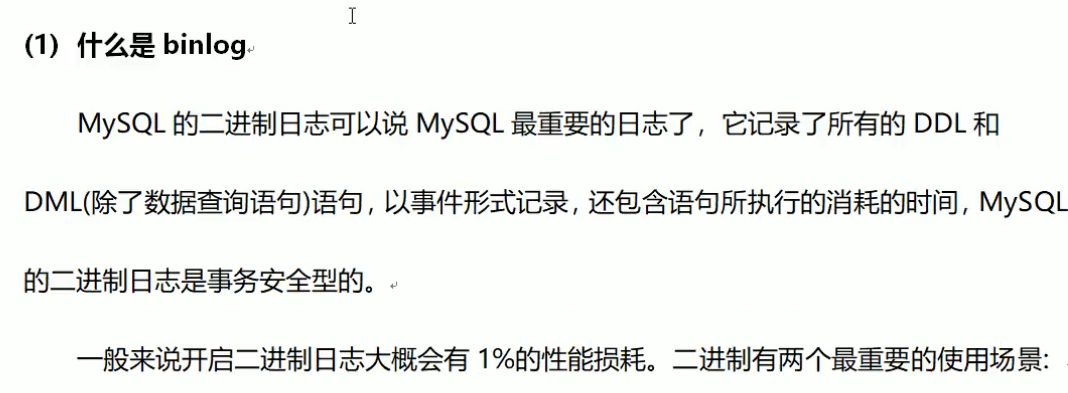 (1) 什么是 binlog
MySQL 的二进制日志可以说 MySQL 最重要的日志了，它记录了所有的 DDL 和
DML(除了数据查询语句)语句，以事件形式记录，还包含语句所执行的消耗的时间，MySQL
的二进制日志是事务安全型的。
一般来说开启二进制日志大概会有 1%的性能损耗。二进制有两个最重要的使用场景: